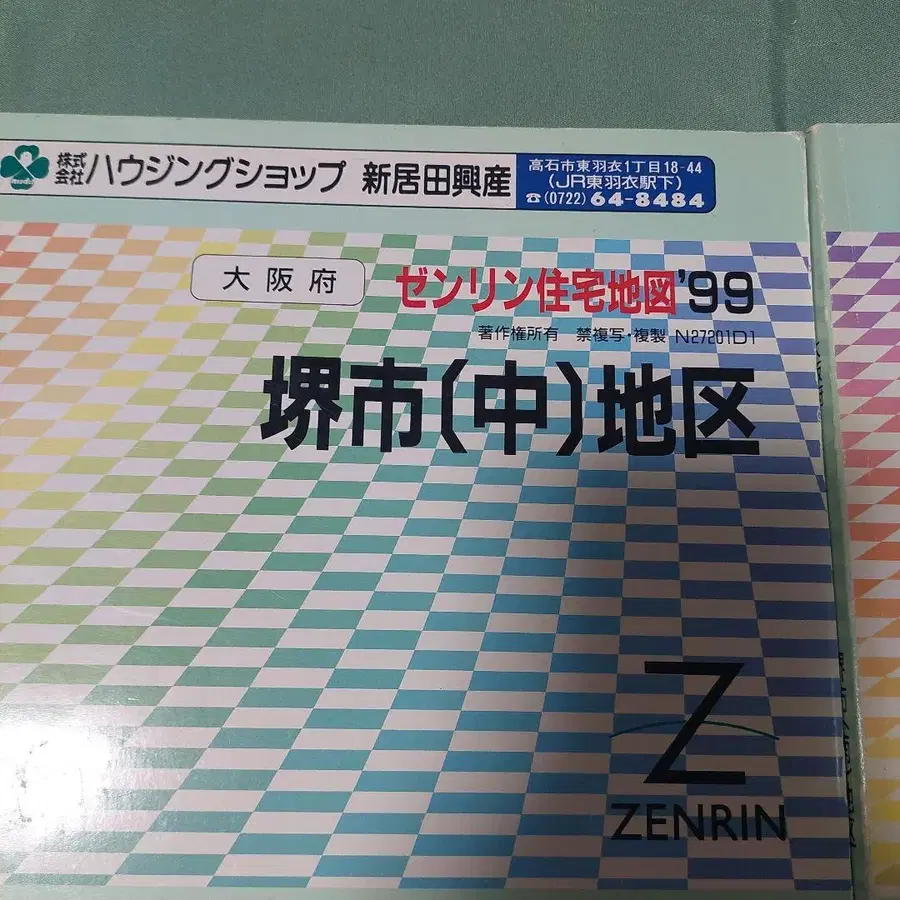 株式会社ハウジングショップ 新居田興産
高石市東羽衣1丁目18-44
(JR東羽衣駅下)
☎(0722)64-8484
大阪府
ゼンリン住宅地図'99
著作権所有 禁複写・複製 N27201D1
堺市(中)地区
Z
ZENRIN